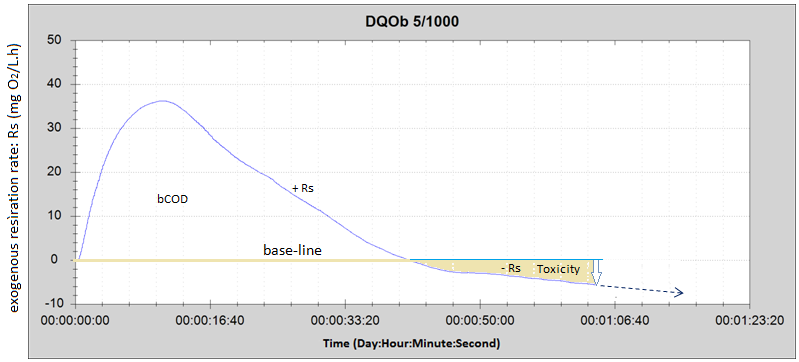 DQOb 5/1000
exogenous resiration rate: Rs (mg O2/L.h)
50
40
30
20
10
0
-10
+ Rs
bCOD
base-line
- Rs Toxicity
00:00:00:00 00:00:16:40 00:00:33:20 00:00:50:00 00:01:06:40 00:01:23:20
Time (Day:Hour:Minute:Second)